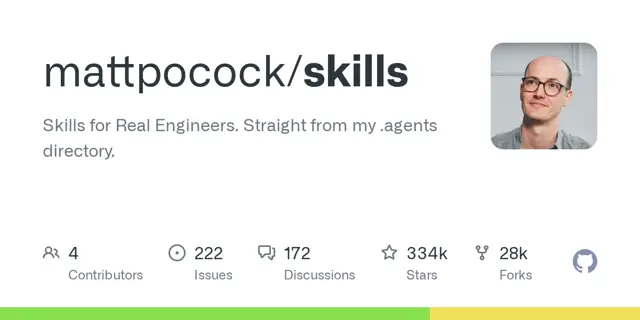 mattpocock/skills
Skills for Real Engineers. Straight from my .agents
directory.
4
Contributors
222
Issues
172
Discussions
334k
Stars
28k
Forks